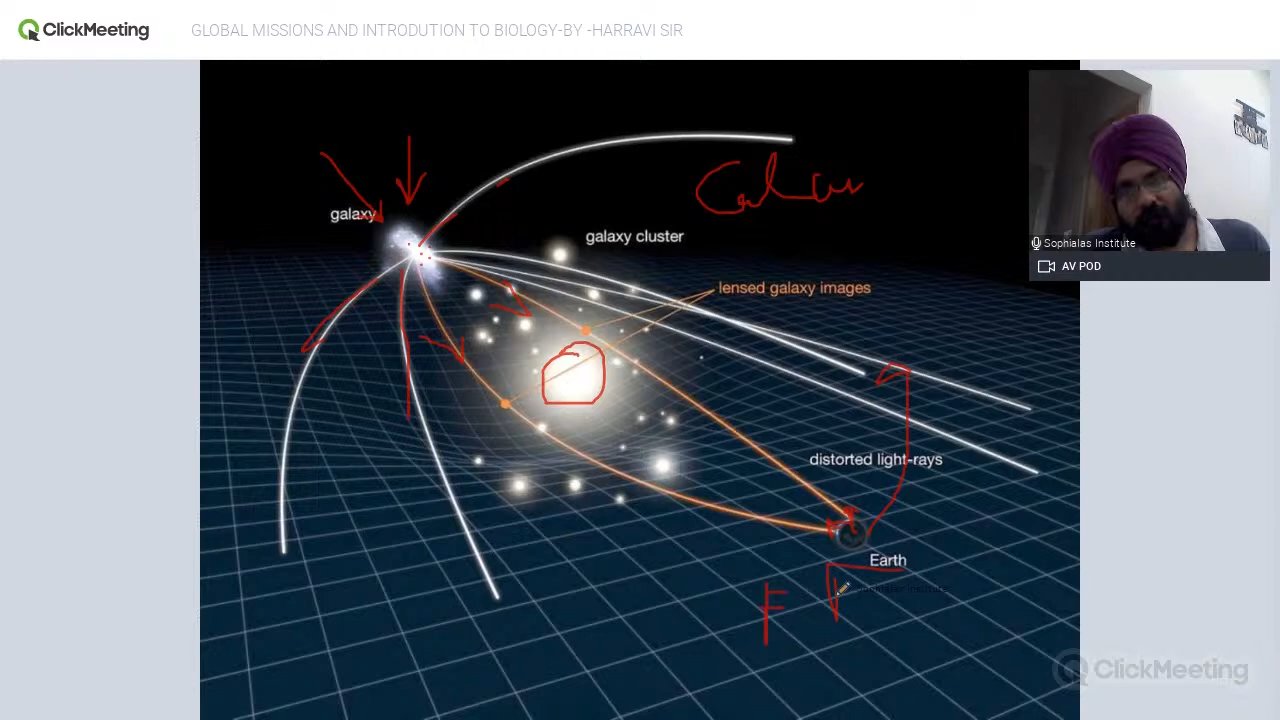 ClickMeeting
GLOBAL MISSIONS AND INTRODUTION TO BIOLOGY-BY -HARRAVI SIR
galaxy
galaxy cluster
lensed galaxy images
Sophialas Institute
AV POD
distorted light-rays
Earth
F
ClickMeeting